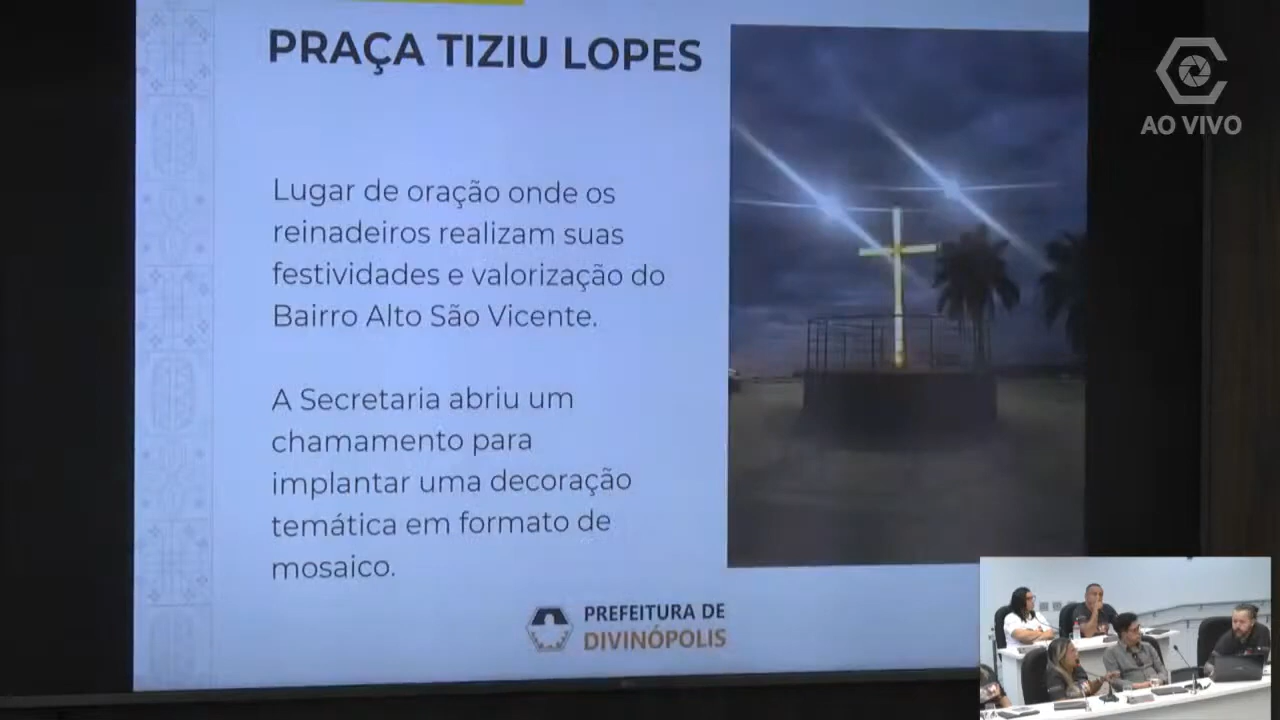 PRAÇA TIZIU LOPES
AO VIVO
Lugar de oração onde os
reinadeiros realizam suas
festividades e valorização do
Bairro Alto São Vicente.
A Secretaria abriu um
chamamento para
implantar uma decoração
temática em formato de
mosaico.
PREFEITURA DE
DIVINÓPOLIS